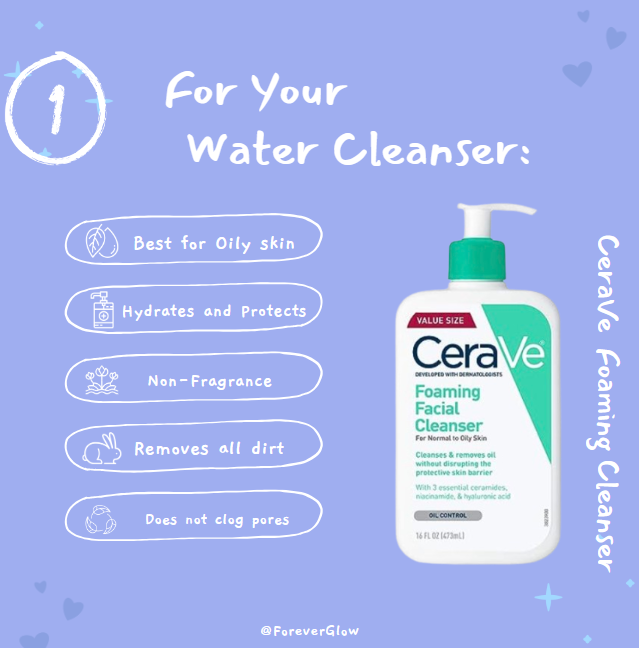 1
For Your
Water Cleanser:
Best for Oily skin
Hydrates and Protects
Non-Fragrance
Removes all dirt
Does not clog pores
VALUE SIZE
CeraVe®
DEVELOPED WITH DERMATOLOGISTS
Foaming
Facial
Cleanser
For Normal to Oily Skin
Cleanses & removes oil
without disrupting the
protective skin barrier
With 3 essential ceramides,
niacinamide, & hyaluronic acid
OIL CONTROL
16 FL OZ (473mL)
CeraVe Foaming Cleanser
@ForeverGlow